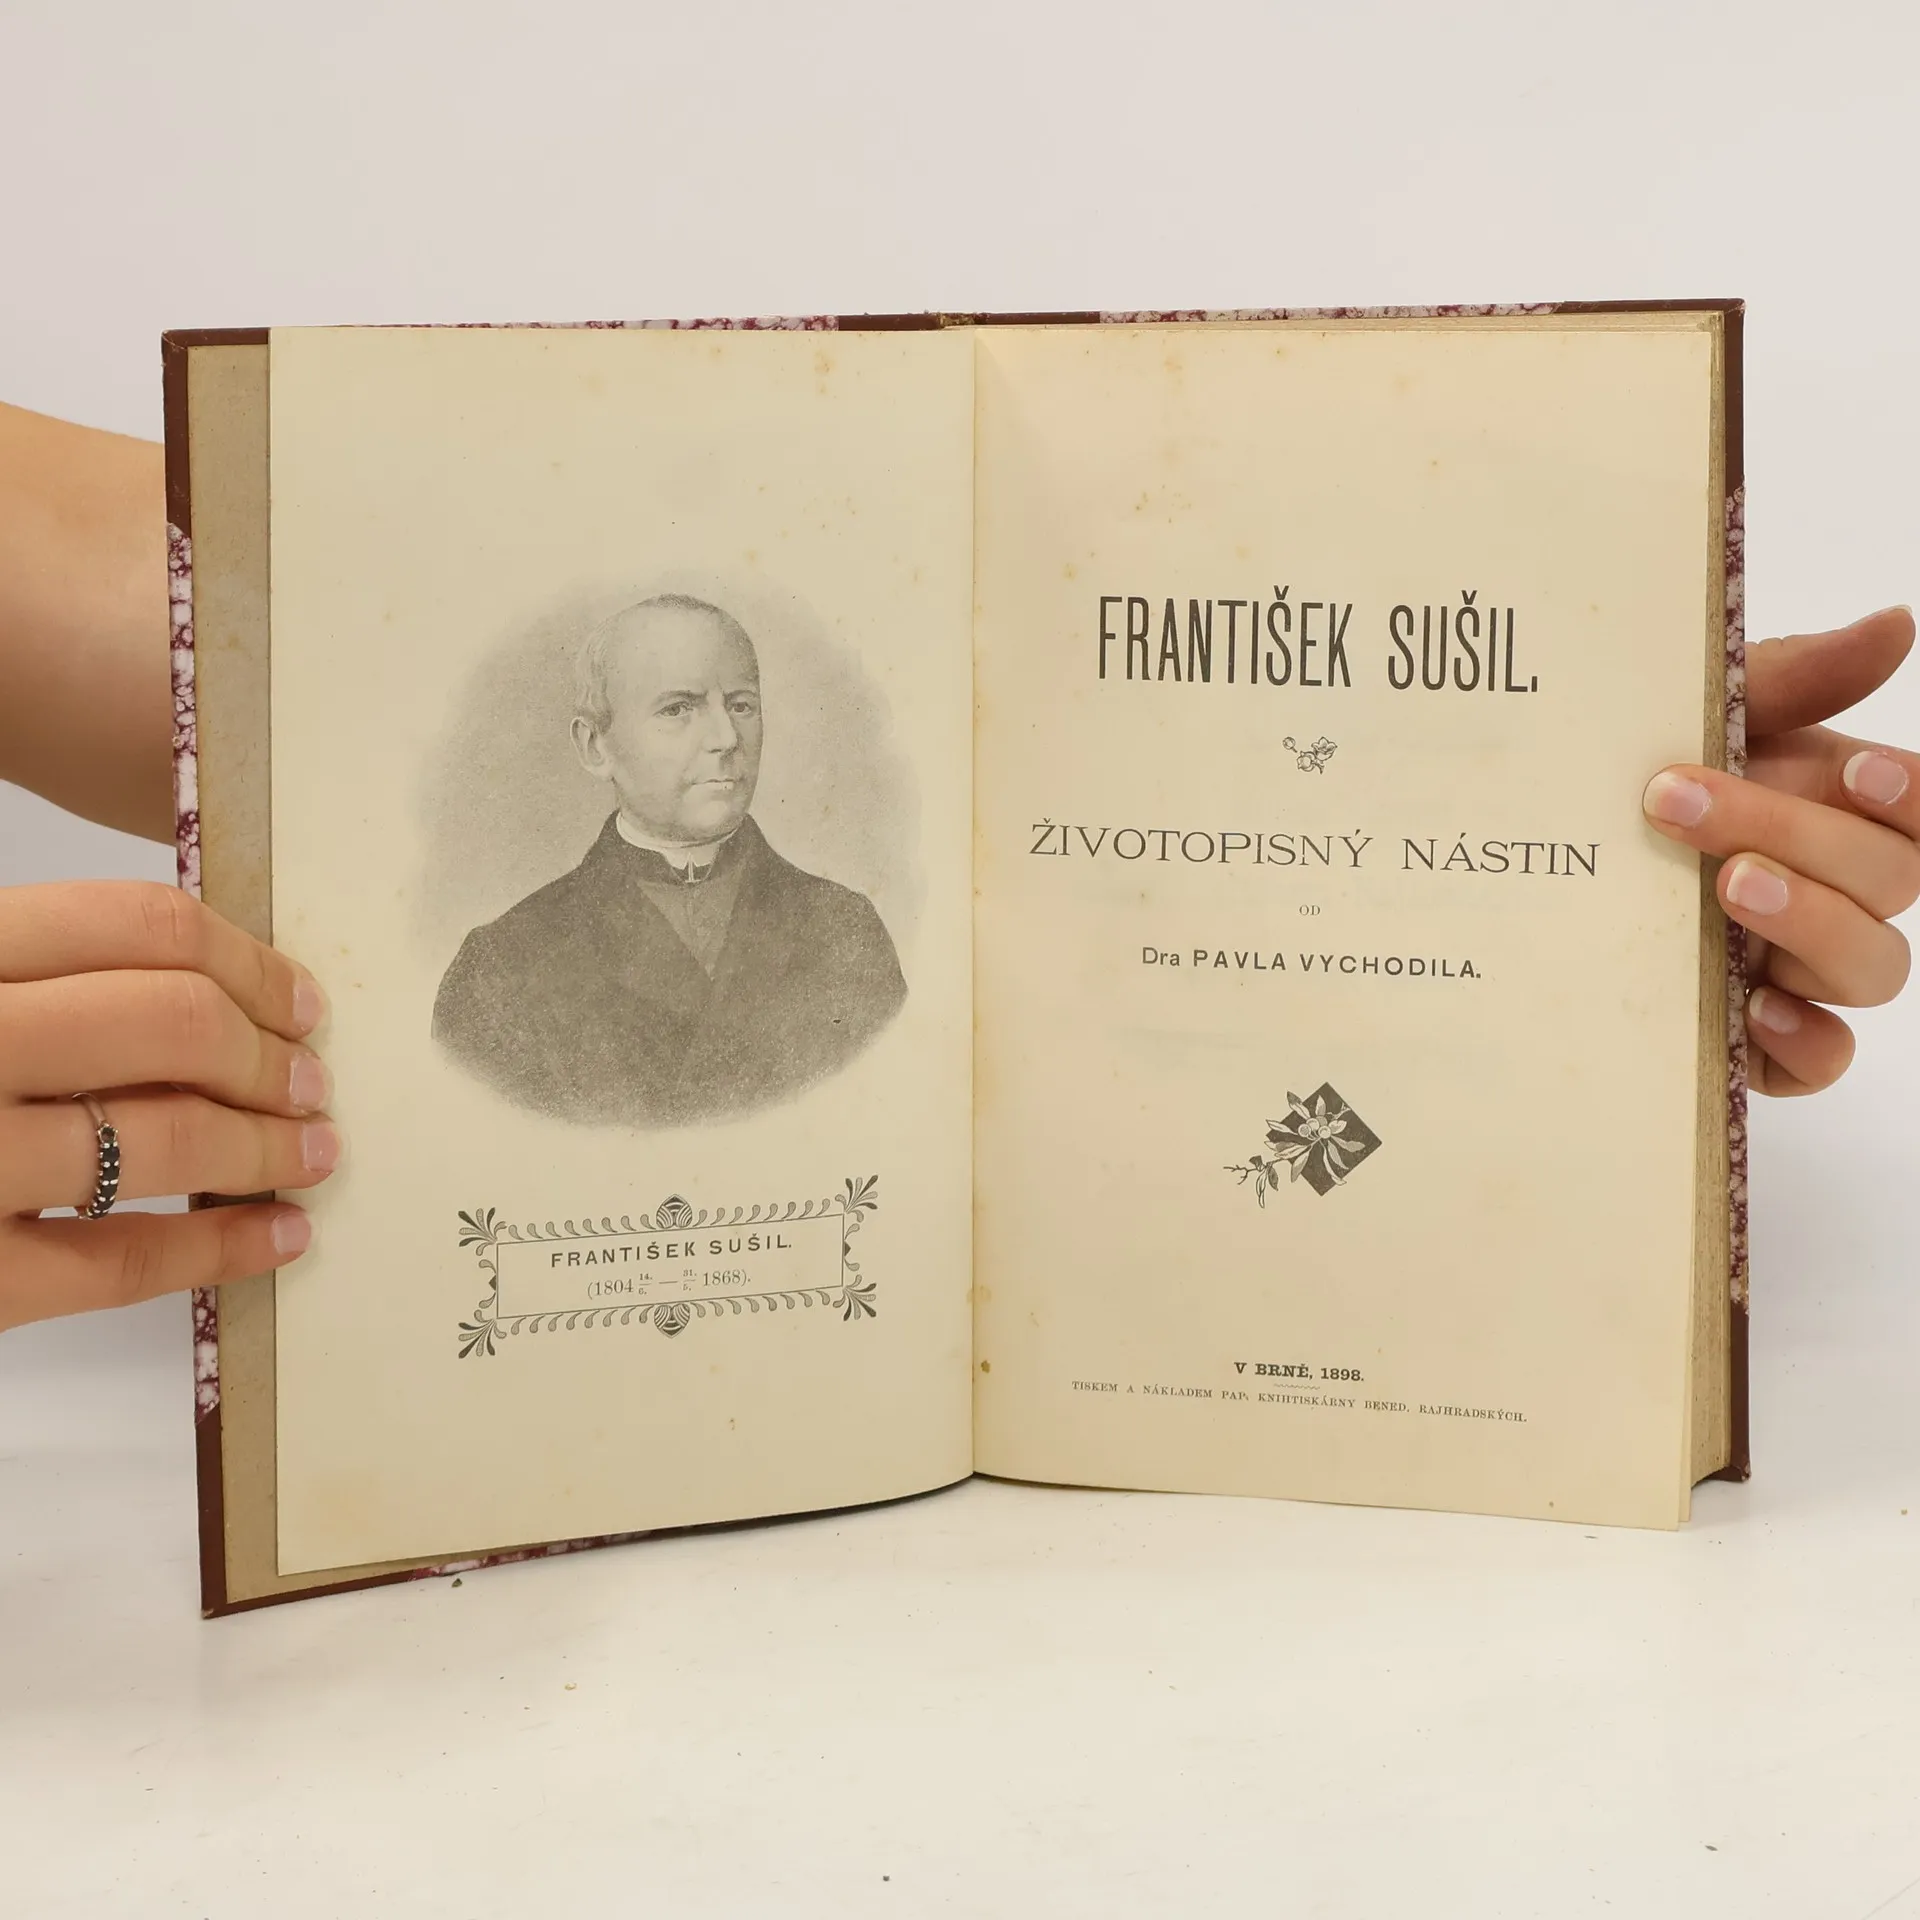 FRANTIŠEK SUŠIL.
(1804 14./6. — 31./5. 1868).
FRANTIŠEK SUŠIL.
ŽIVOTOPISNÝ NÁSTIN
OD
Dra PAVLA VYCHODILA.
V BRNĚ, 1898.
TISKEM A NÁKLADEM PAP. KNIHTISKÁRNY BENED. RAJHRADSKÝCH.